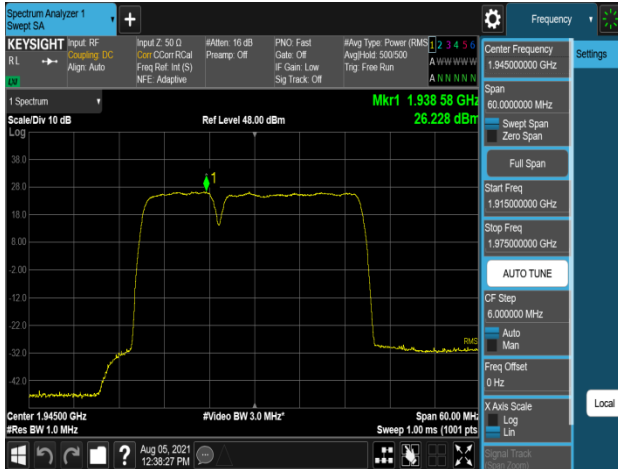 Spectrum Analyzer 1
Swept SA
+
Frequency
KEYSIGHT
RL
Input: RF
Coupling: DC
Align: Auto
Input Z: 50 Ω
Corr CCorr RCal
Freq Ref: Int (S)
NFE: Adaptive
#Atten: 16 dB
Preamp: Off
PNO: Fast
Gate: Off
IF Gain: Low
Sig Track: Off
#Avg Type: Power (RMS
Avg|Hold: 500/500
Trig: Free Run
1 2 3 4 5 6
A W W W W W
A N N N N N
1 Spectrum
Scale/Div 10 dB
Log
Ref Level 48.00 dBm
Mkr1 1.938 58 GHz
26.228 dBm
38.0
28.0
18.0
8.00
-2.00
-12.0
-22.0
-32.0
-42.0
1
RMS
Center 1.94500 GHz
#Res BW 1.0 MHz
#Video BW 3.0 MHz*
Span 60.00 MHz
Sweep 1.00 ms (1001 pts
?
Aug 05, 2021
12:38:27 PM
Center Frequency
1.945000000 GHz
Span
60.0000000 MHz
Swept Span
Zero Span
Full Span
Start Freq
1.915000000 GHz
Stop Freq
1.975000000 GHz
AUTO TUNE
CF Step
6.000000 MHz
Auto
Man
Freq Offset
0 Hz
X Axis Scale
Log
Lin
Signal Track
(Span Zoom)
Settings
Local